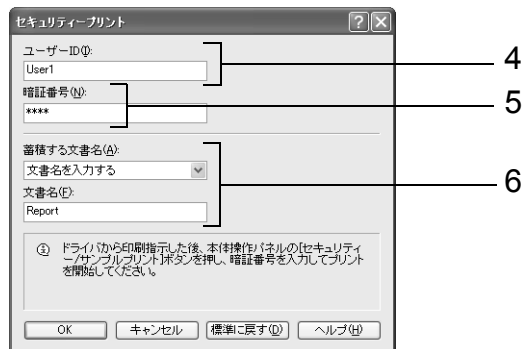 セキュリティープリント
ユーザーID(I):
User1
4
暗証番号(N):
****
5
蓄積する文書名(A):
文書名を入力する
文書名(F):
Report
6
ドライバから印刷指示した後、本体操作パネルの[セキュリティ
ー/サンプルプリント]ボタンを押し、暗証番号を入力してプリント
を開始してください。
OK キャンセル 標準に戻す(D) ヘルプ(H)